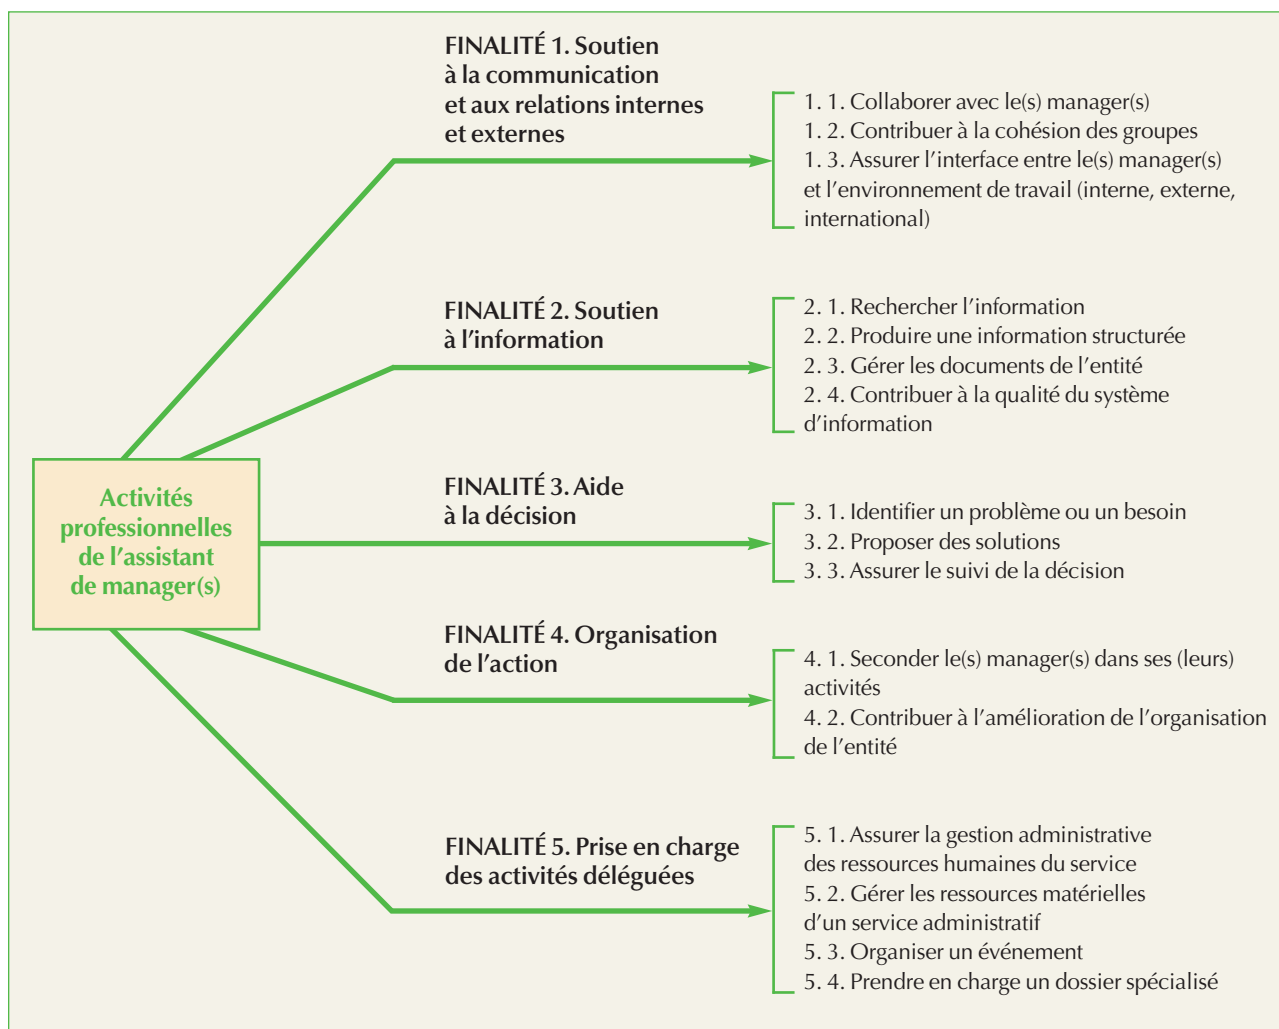 FINALITÉ 1. Soutien
à la communication
et aux relations internes
et externes
1. 1. Collaborer avec le(s) manager(s)
1. 2. Contribuer à la cohésion des groupes
1. 3. Assurer l’interface entre le(s) manager(s)
et l’environnement de travail (interne, externe,
international)
FINALITÉ 2. Soutien
à l’information
2. 1. Rechercher l’information
2. 2. Produire une information structurée
2. 3. Gérer les documents de l’entité
2. 4. Contribuer à la qualité du système
d’information
Activités
professionnelles
de l’assistant
de manager(s)
FINALITÉ 3. Aide
à la décision
3. 1. Identifier un problème ou un besoin
3. 2. Proposer des solutions
3. 3. Assurer le suivi de la décision
FINALITÉ 4. Organisation
de l’action
4. 1. Seconder le(s) manager(s) dans ses (leurs)
activités
4. 2. Contribuer à l’amélioration de l’organisation
de l’entité
FINALITÉ 5. Prise en charge
des activités déléguées
5. 1. Assurer la gestion administrative
des ressources humaines du service
5. 2. Gérer les ressources matérielles
d’un service administratif
5. 3. Organiser un événement
5. 4. Prendre en charge un dossier spécialisé